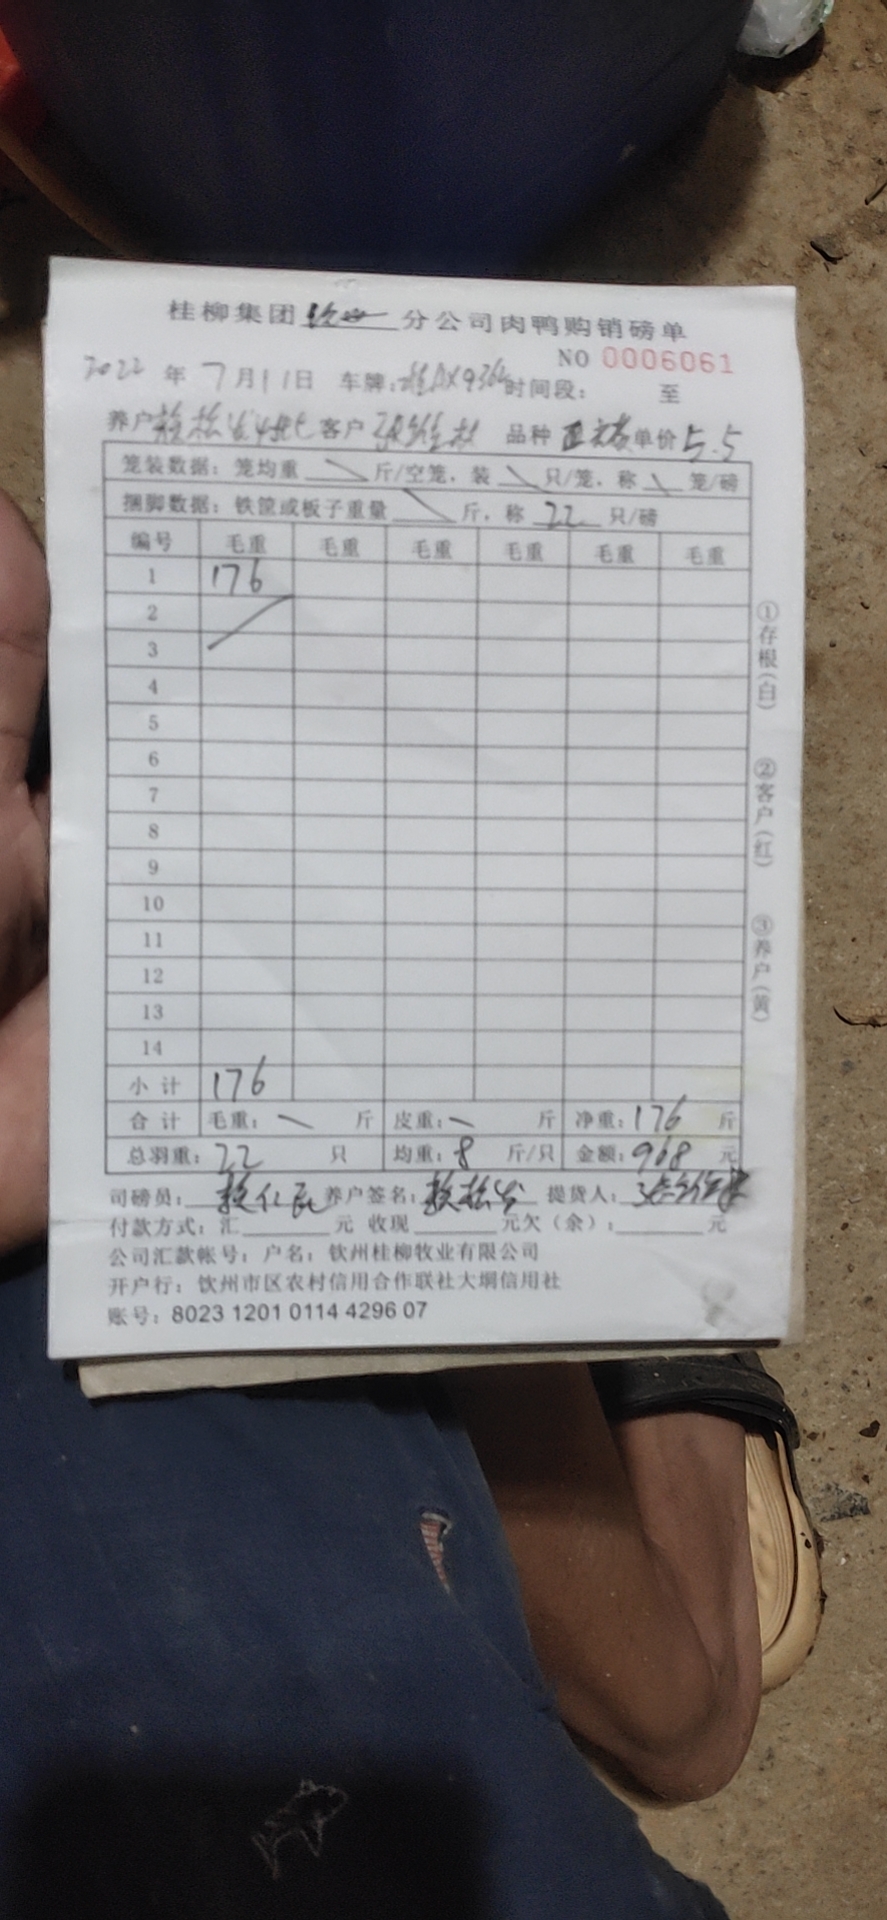 桂柳集团 分公司肉鸭购销磅单
NO 0006061
2022 年 7月11日 车牌: 时间段: 至
养户 客户 品种 单价5.5
笼装数据：笼均重 斤/空笼，装 只/笼，称 笼/磅
捆脚数据：铁筐或板子重量 斤，称 22 只/磅
编号 毛重 毛重 毛重 毛重 毛重 毛重
1 176
2
3
4
5
6
7
8
9
10
11
12
13
14
小计 176
合计 毛重: 斤 皮重: 斤 净重:176 斤
总羽重: 22 只 均重: 8 斤/只 金额: 968 元
司磅员: 养户签名: 提货人:
付款方式: 汇 元 收现 元欠（余）: 元
公司汇款帐号: 户名: 钦州桂柳牧业有限公司
开户行: 钦州市区农村信用合作联社大垌信用社
账号: 8023 1201 0114 4296 07
①存根（白）
②客户（红）
③养户（黄）